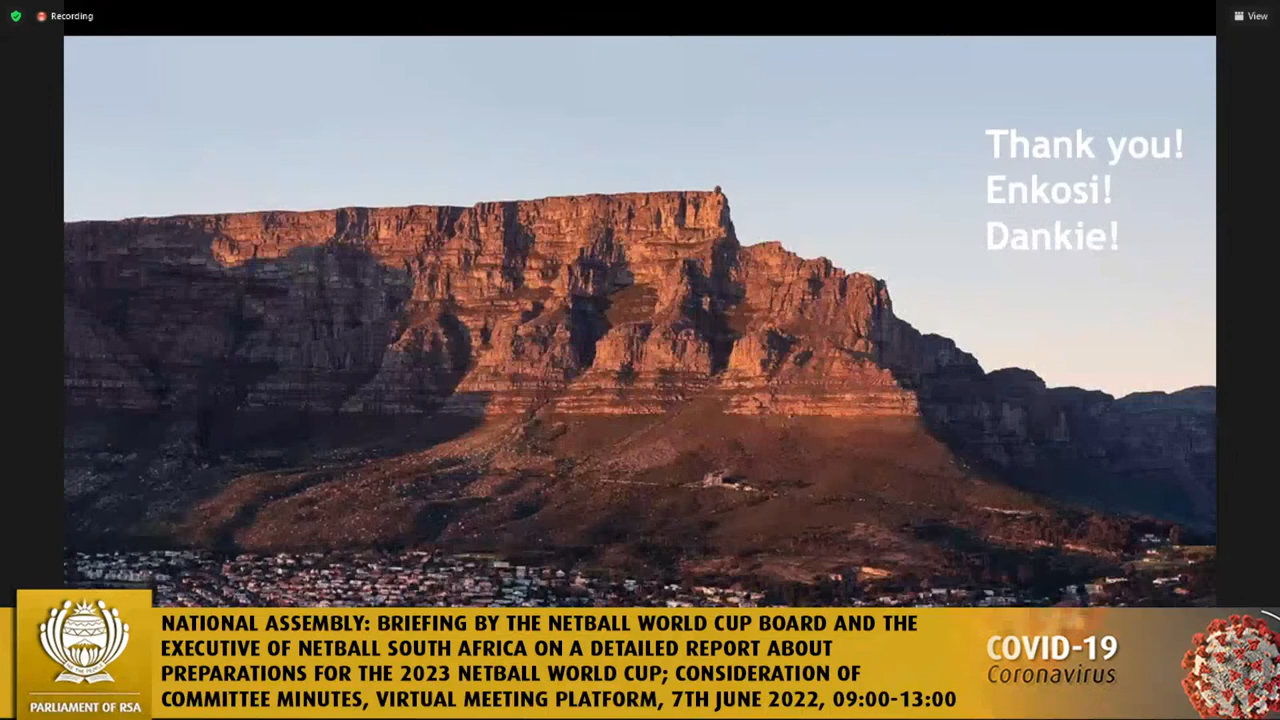 Recording
View
Thank you!
Enkosi!
Dankie!
NATIONAL ASSEMBLY: BRIEFING BY THE NETBALL WORLD CUP BOARD AND THE
EXECUTIVE OF NETBALL SOUTH AFRICA ON A DETAILED REPORT ABOUT
PREPARATIONS FOR THE 2023 NETBALL WORLD CUP; CONSIDERATION OF
COMMITTEE MINUTES, VIRTUAL MEETING PLATFORM, 7TH JUNE 2022, 09:00-13:00
PARLIAMENT OF RSA
COVID-19
Coronavirus